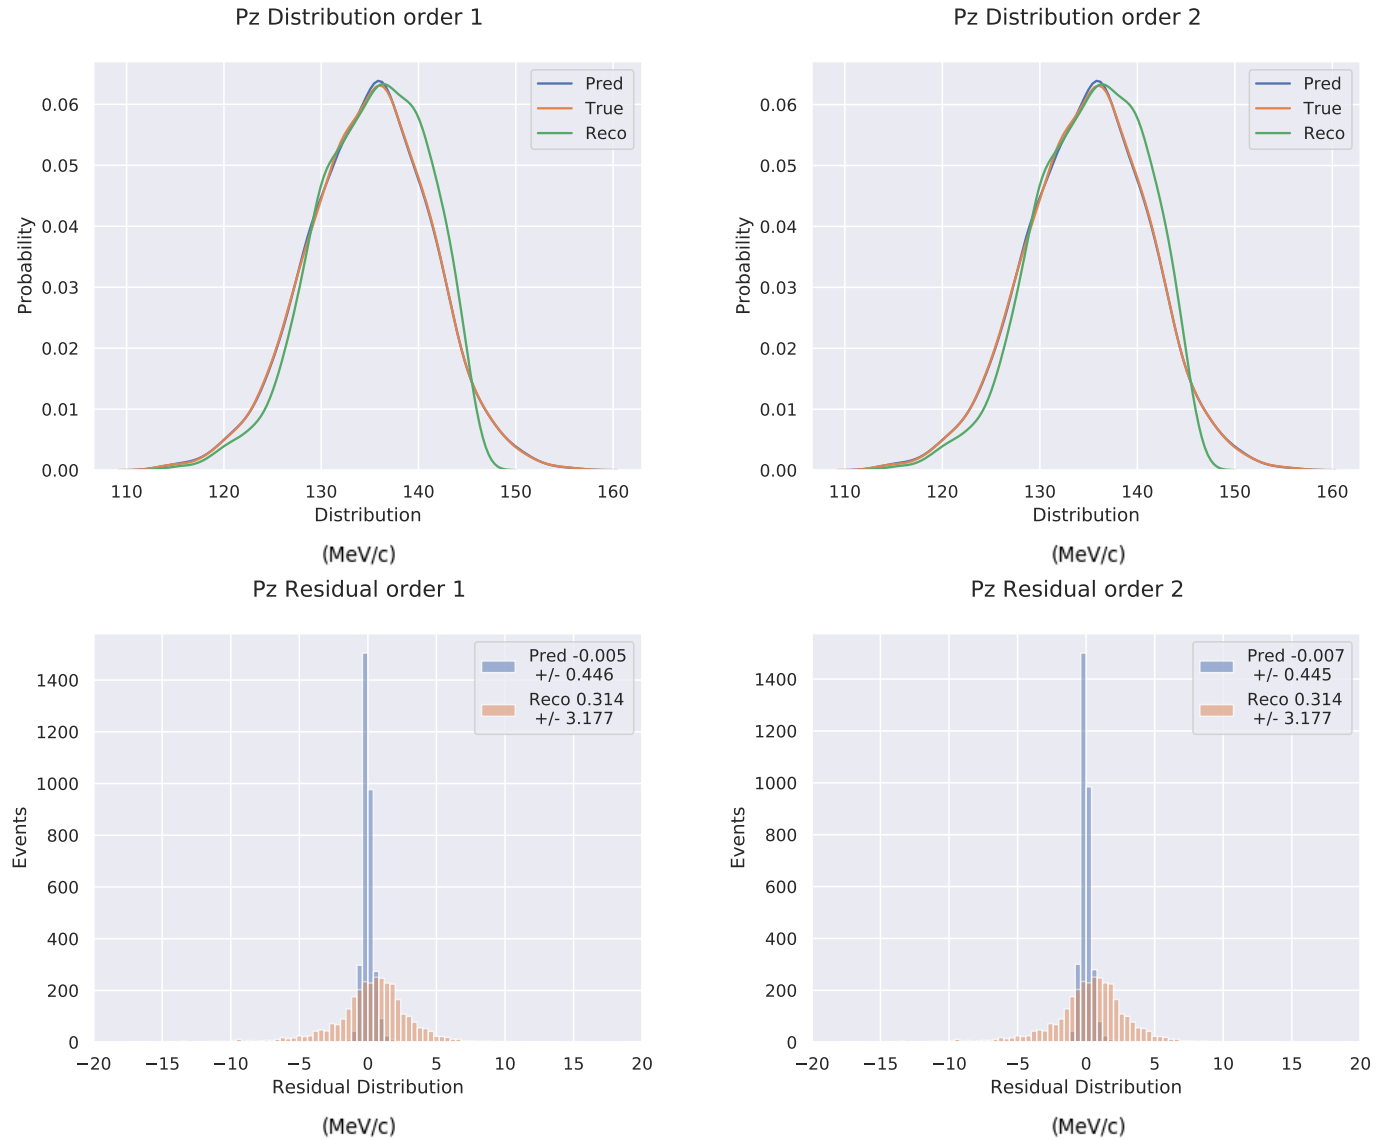 Pz Distribution order 1
Pz Distribution order 2
Pred
True
Reco
0.06
0.05
0.04
0.03
0.02
0.01
0.00
Probability
110 120 130 140 150 160
Distribution
(MeV/c)
Pred
True
Reco
0.06
0.05
0.04
0.03
0.02
0.01
0.00
Probability
110 120 130 140 150 160
Distribution
(MeV/c)
Pz Residual order 1
Pred -0.005
+/- 0.446
Reco 0.314
+/- 3.177
1400
1200
1000
800
600
400
200
0
Events
−20 −15 −10 −5 0 5 10 15 20
Residual Distribution
(MeV/c)
Pz Residual order 2
Pred -0.007
+/- 0.445
Reco 0.314
+/- 3.177
1400
1200
1000
800
600
400
200
0
Events
−20 −15 −10 −5 0 5 10 15 20
Residual Distribution
(MeV/c)